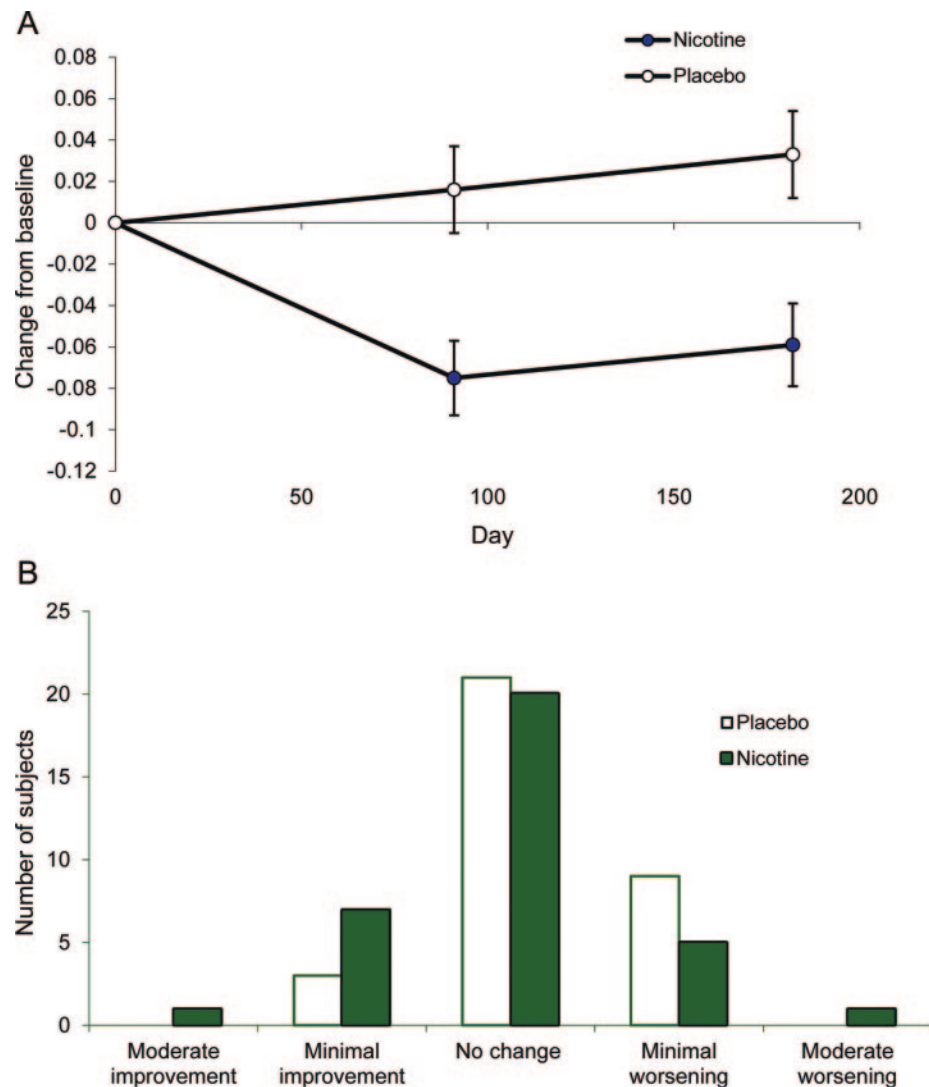 A
Nicotine
Placebo
0.08
0.06
0.04
0.02
0
-0.02
-0.04
-0.06
-0.08
-0.1
-0.12
Change from baseline
0 50 100 150 200
Day
B
25
20
15
10
5
0
Number of subjects
Placebo
Nicotine
Moderate improvement
Minimal improvement
No change
Minimal worsening
Moderate worsening